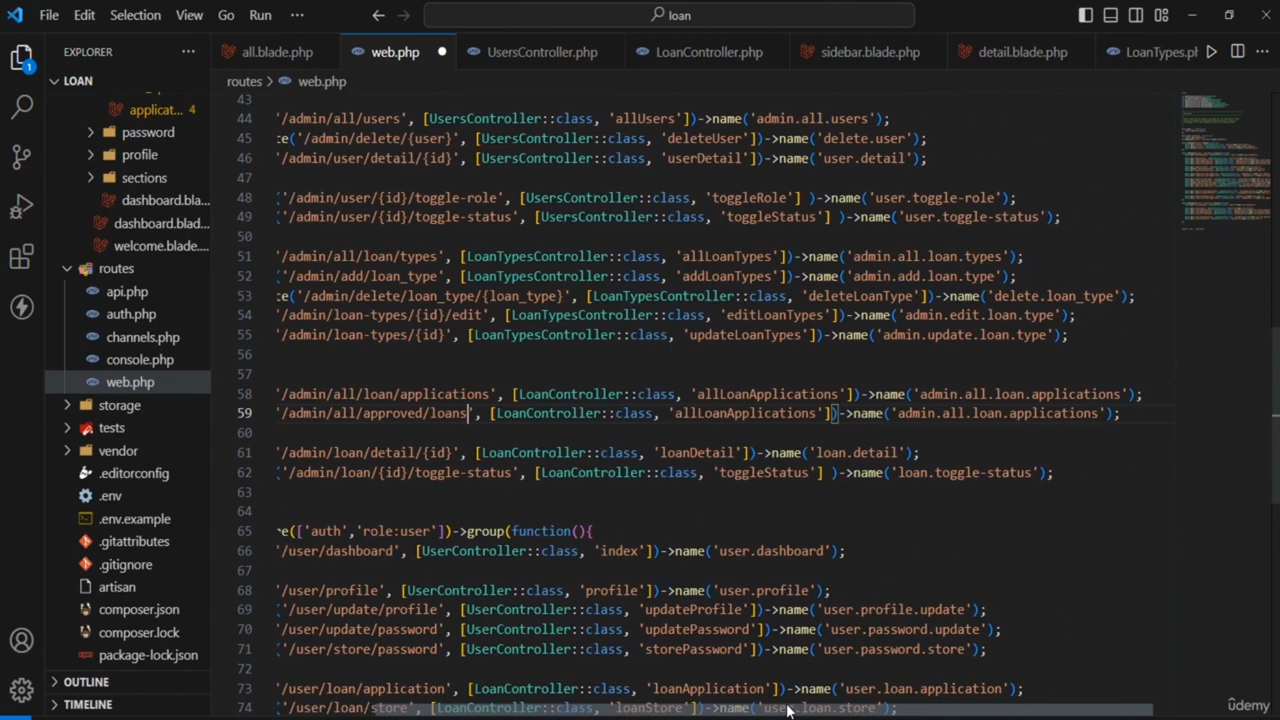 File Edit Selection View Go Run ··· loan
EXPLORER ···
all.blade.php web.php UsersController.php LoanController.php sidebar.blade.php detail.blade.php LoanTypes.ph
LOAN
routes > web.php
applicat... 4
password
profile
sections
dashboard.bla...
dashboard.blad...
welcome.blade....
routes
api.php
auth.php
channels.php
console.php
web.php
storage
tests
vendor
.editorconfig
.env
.env.example
.gitattributes
.gitignore
artisan
composer.json
composer.lock
package-lock.json
OUTLINE
TIMELINE
1
43
44 '/admin/all/users', [UsersController::class, 'allUsers'])->name('admin.all.users');
45 te('/admin/delete/{user}', [UsersController::class, 'deleteUser'])->name('delete.user');
46 '/admin/user/detail/{id}', [UsersController::class, 'userDetail'])->name('user.detail');
47
48 ('/admin/user/{id}/toggle-role', [UsersController::class, 'toggleRole'] )->name('user.toggle-role');
49 ('/admin/user/{id}/toggle-status', [UsersController::class, 'toggleStatus'] )->name('user.toggle-status');
50
51 '/admin/all/loan/types', [LoanTypesController::class, 'allLoanTypes'])->name('admin.all.loan.types');
52 ('/admin/add/loan_type', [LoanTypesController::class, 'addLoanTypes'])->name('admin.add.loan.type');
53 te('/admin/delete/loan_type/{loan_type}', [LoanTypesController::class, 'deleteLoanType'])->name('delete.loan_type');
54 '/admin/loan-types/{id}/edit', [LoanTypesController::class, 'editLoanTypes'])->name('admin.edit.loan.type');
55 '/admin/loan-types/{id}', [LoanTypesController::class, 'updateLoanTypes'])->name('admin.update.loan.type');
56
57
58 '/admin/all/loan/applications', [LoanController::class, 'allLoanApplications'])->name('admin.all.loan.applications');
59 '/admin/all/approved/loans', [LoanController::class, 'allLoanApplications'])->name('admin.all.loan.applications');
60
61 '/admin/loan/detail/{id}', [LoanController::class, 'loanDetail'])->name('loan.detail');
62 ('/admin/loan/{id}/toggle-status', [LoanController::class, 'toggleStatus'] )->name('loan.toggle-status');
63
64
65 re(['auth','role:user'])->group(function(){
66 '/user/dashboard', [UserController::class, 'index'])->name('user.dashboard');
67
68 '/user/profile', [UserController::class, 'profile'])->name('user.profile');
69 ('/user/update/profile', [UserController::class, 'updateProfile'])->name('user.profile.update');
70 '/user/update/password', [UserController::class, 'updatePassword'])->name('user.password.update');
71 ('/user/store/password', [UserController::class, 'storePassword'])->name('user.password.store');
72
73 '/user/loan/application', [LoanController::class, 'loanApplication'])->name('user.loan.application');
74 ('/user/loan/store', [LoanController::class, 'loanStore'])->name('user.loan.store');
udemy